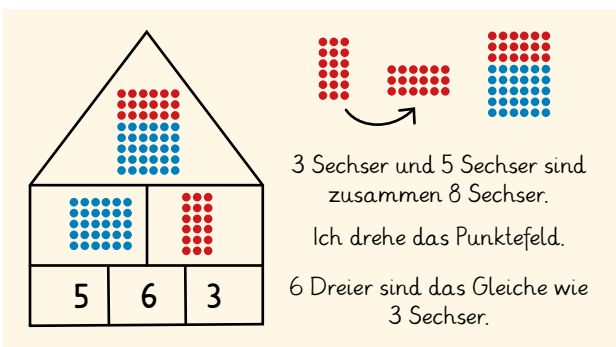 3 Sechser und 5 Sechser sind
zusammen 8 Sechser.
Ich drehe das Punktefeld.
6 Dreier sind das Gleiche wie
3 Sechser.
5 6 3